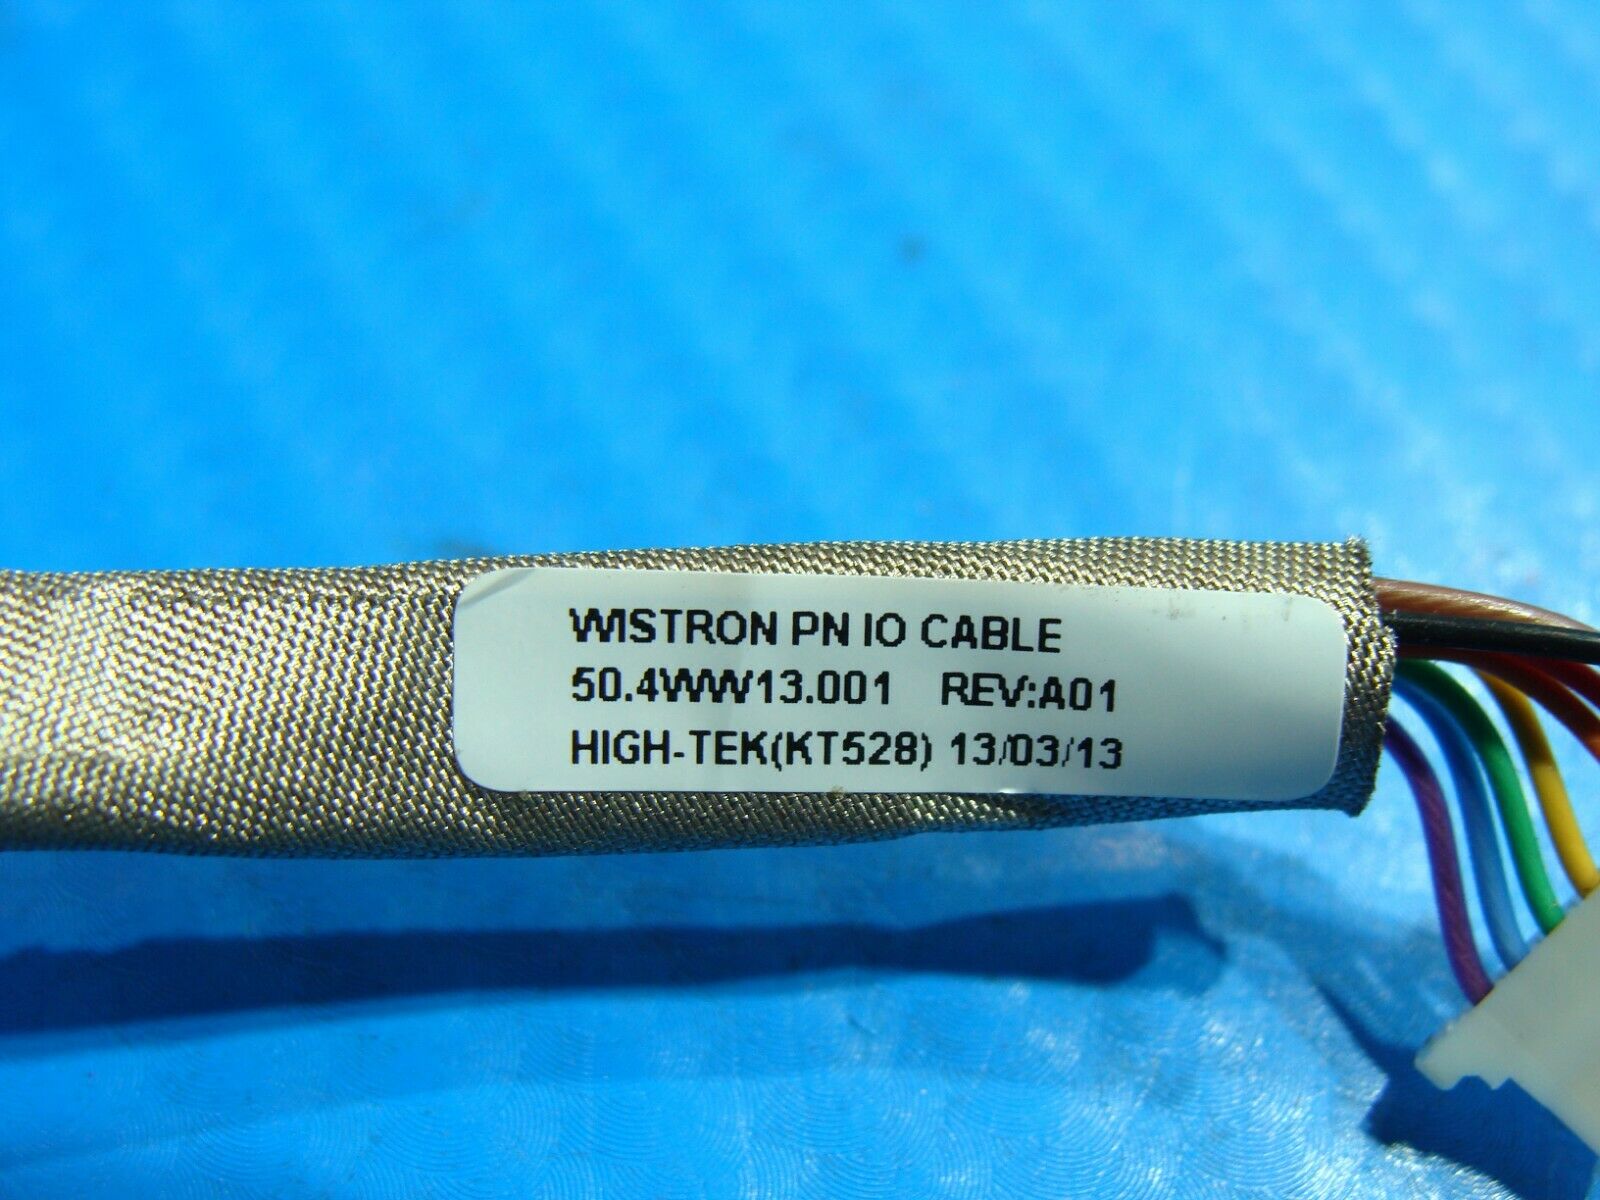 WISTRON PN IO CABLE
50.4WW13.001 REV:A01
HIGH-TEK(KT528) 13/03/13